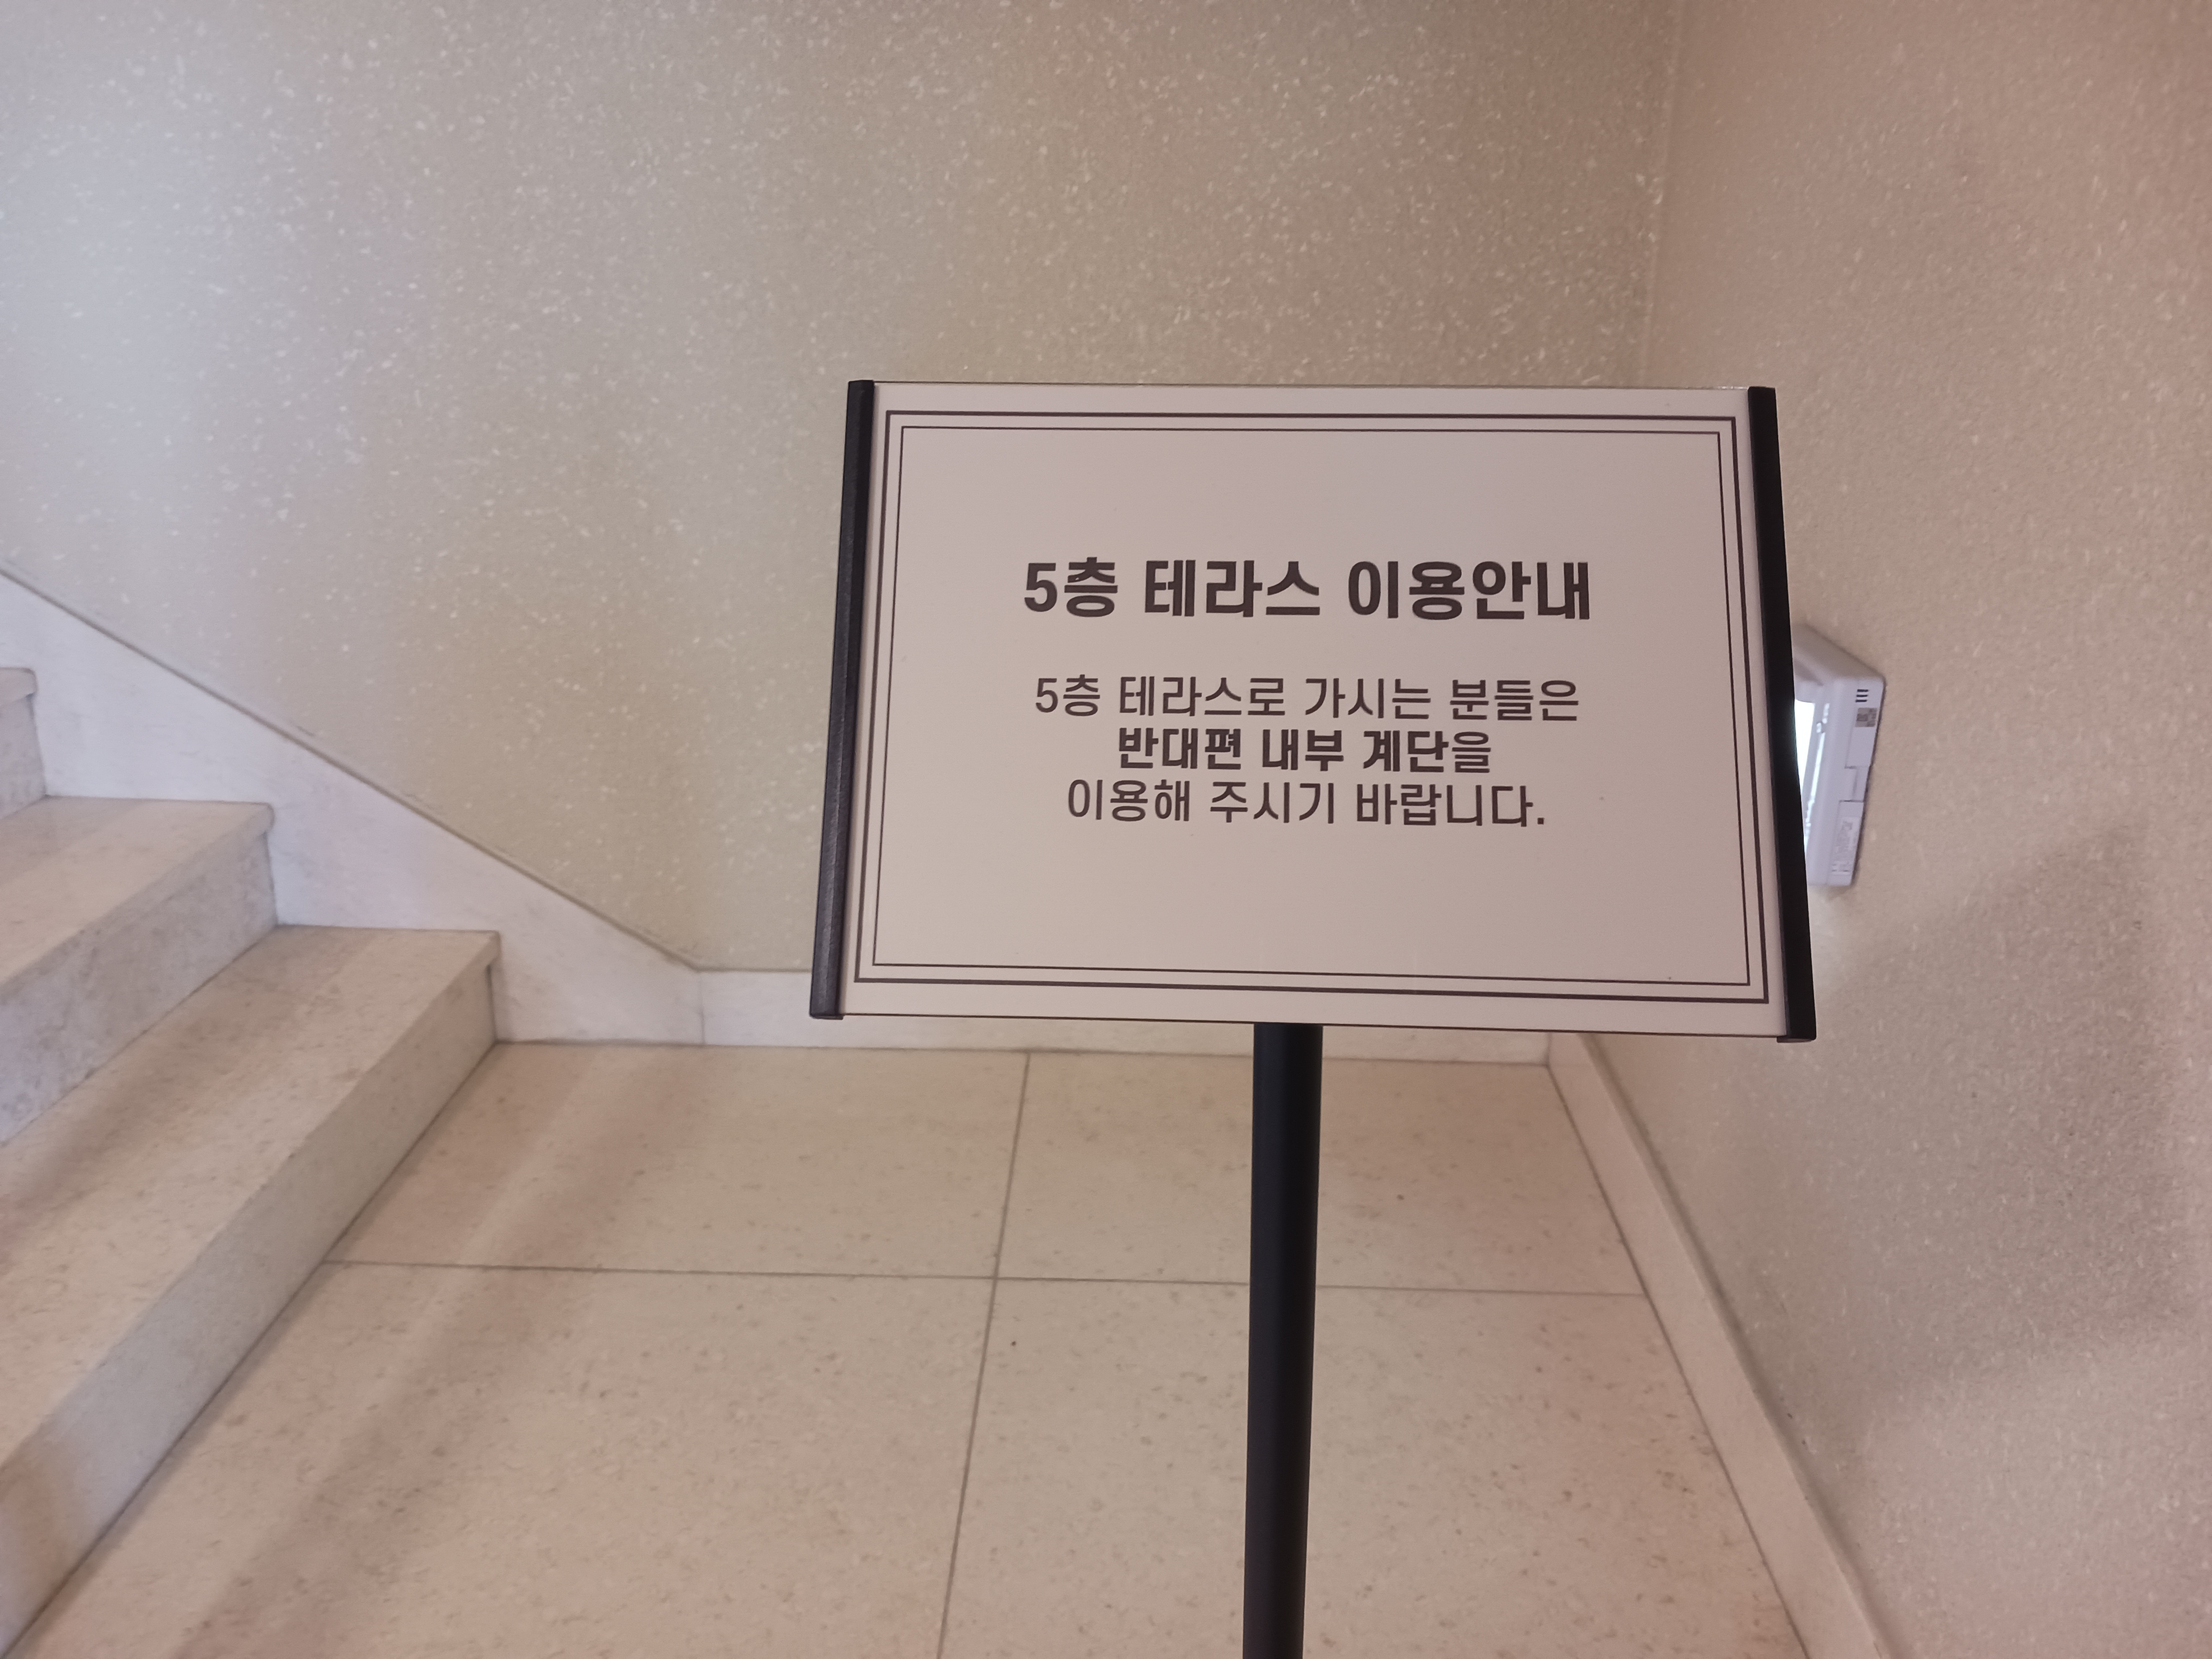 5층 테라스 이용안내
5층 테라스로 가시는 분들은
반대편 내부 계단을
이용해 주시기 바랍니다.